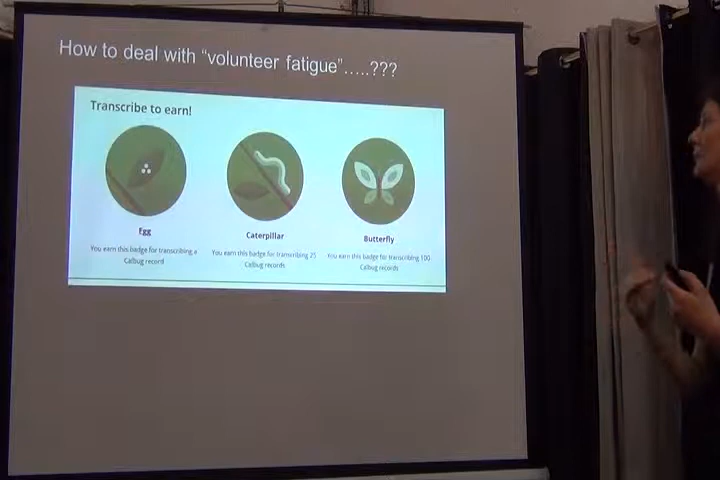 How to deal with “volunteer fatigue”…..???
Transcribe to earn!
Egg
You earn this badge for transcribing a
Calbug record
Caterpillar
You earn this badge for transcribing 25
Calbug records
Butterfly
You earn this badge for transcribing 100
Calbug records